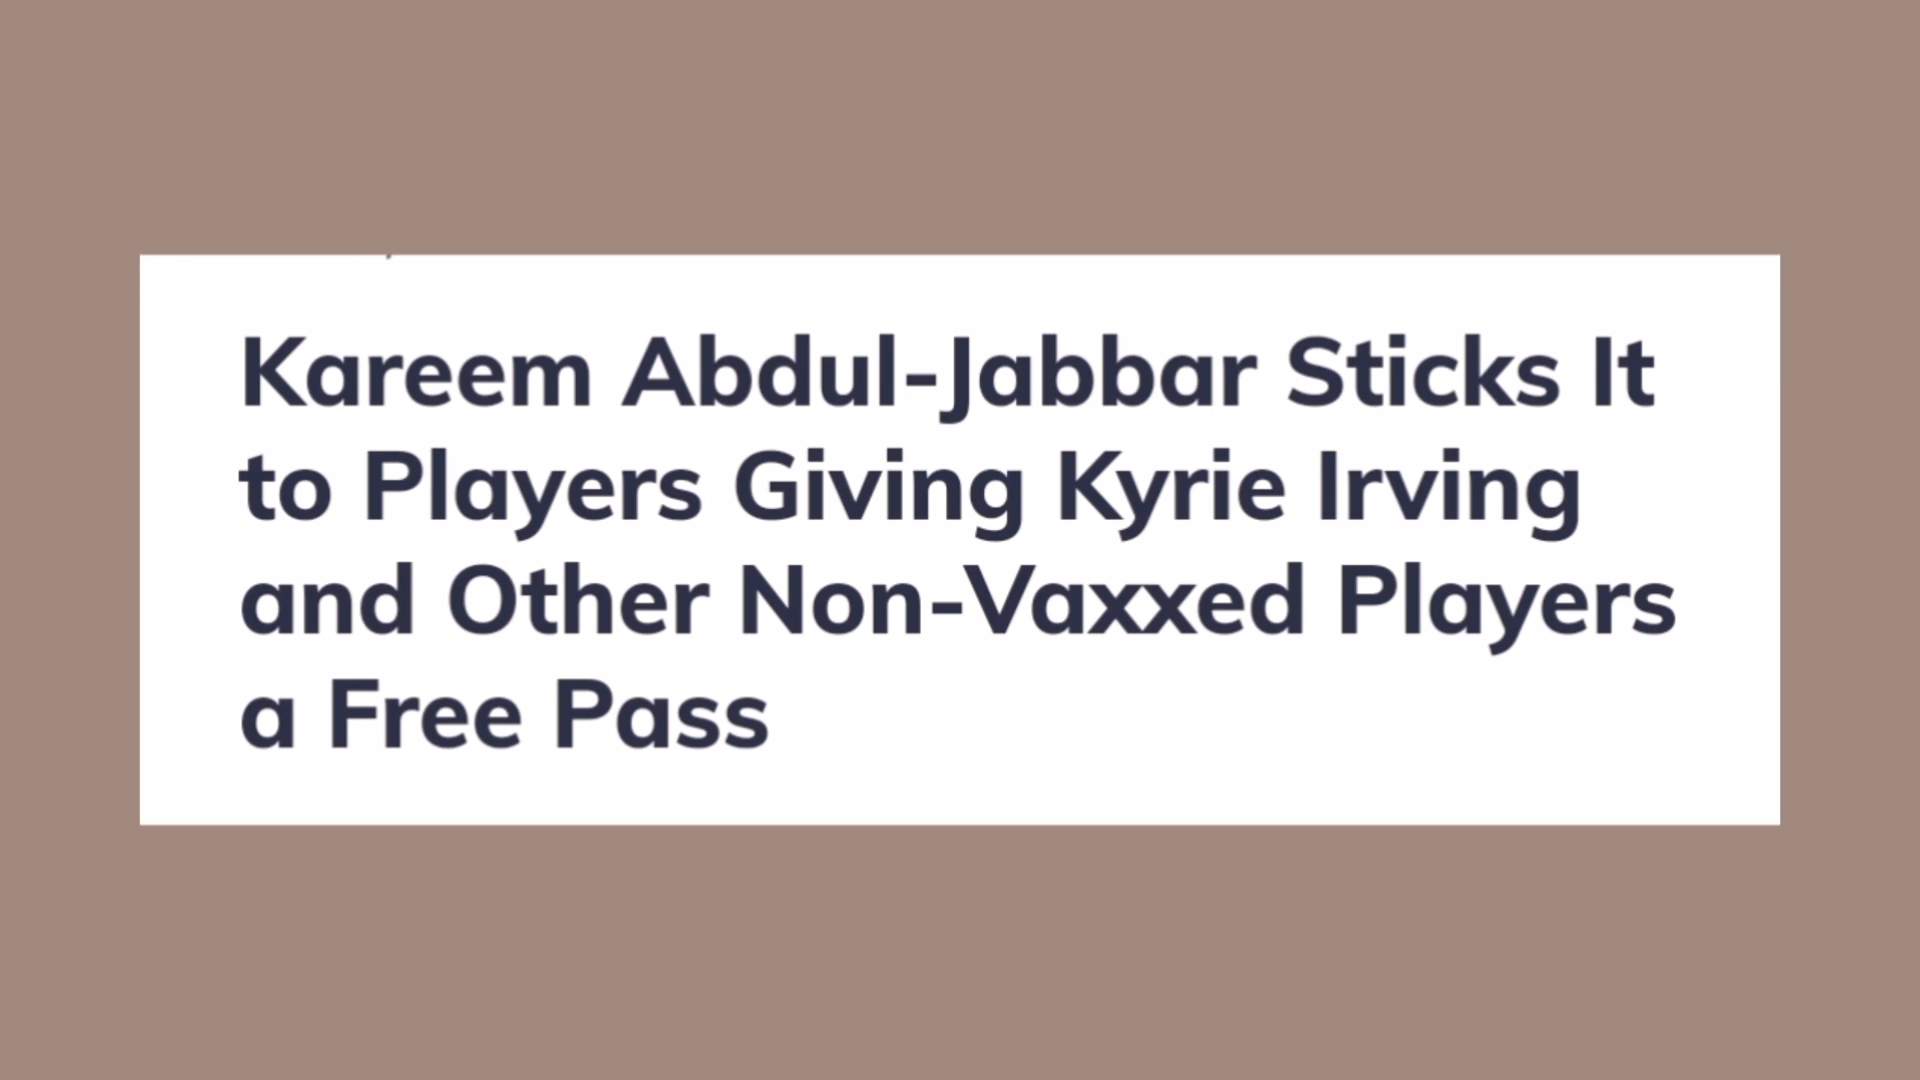 Kareem Abdul-Jabbar Sticks It
to Players Giving Kyrie Irving
and Other Non-Vaxxed Players
a Free Pass